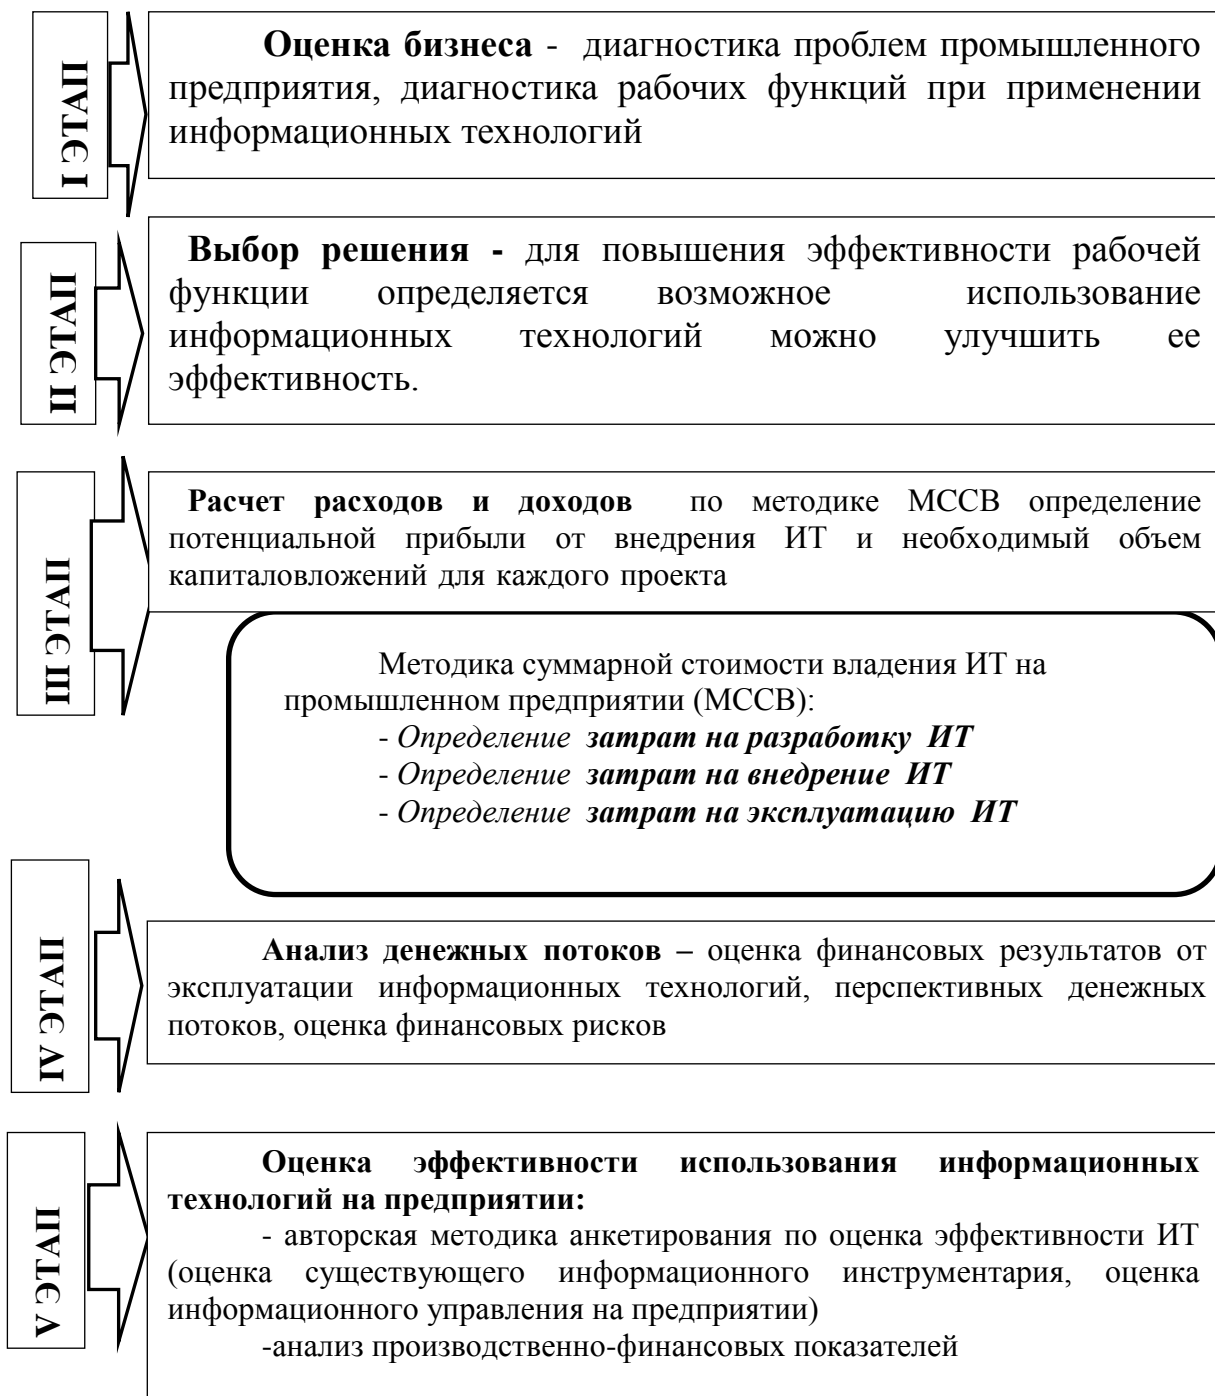 I ЭТАП
Оценка бизнеса - диагностика проблем промышленного
предприятия, диагностика рабочих функций при применении
информационных технологий
II ЭТАП
Выбор решения - для повышения эффективности рабочей
функции определяется возможное использование
информационных технологий можно улучшить ее
эффективность.
III ЭТАП
Расчет расходов и доходов по методике МССВ определение
потенциальной прибыли от внедрения ИТ и необходимый объем
капиталовложений для каждого проекта
Методика суммарной стоимости владения ИТ на
промышленном предприятии (МССВ):
- Определение затрат на разработку ИТ
- Определение затрат на внедрение ИТ
- Определение затрат на эксплуатацию ИТ
IV ЭТАП
Анализ денежных потоков – оценка финансовых результатов от
эксплуатации информационных технологий, перспективных денежных
потоков, оценка финансовых рисков
V ЭТАП
Оценка эффективности использования информационных
технологий на предприятии:
- авторская методика анкетирования по оценка эффективности ИТ
(оценка существующего информационного инструментария, оценка
информационного управления на предприятии)
-анализ производственно-финансовых показателей